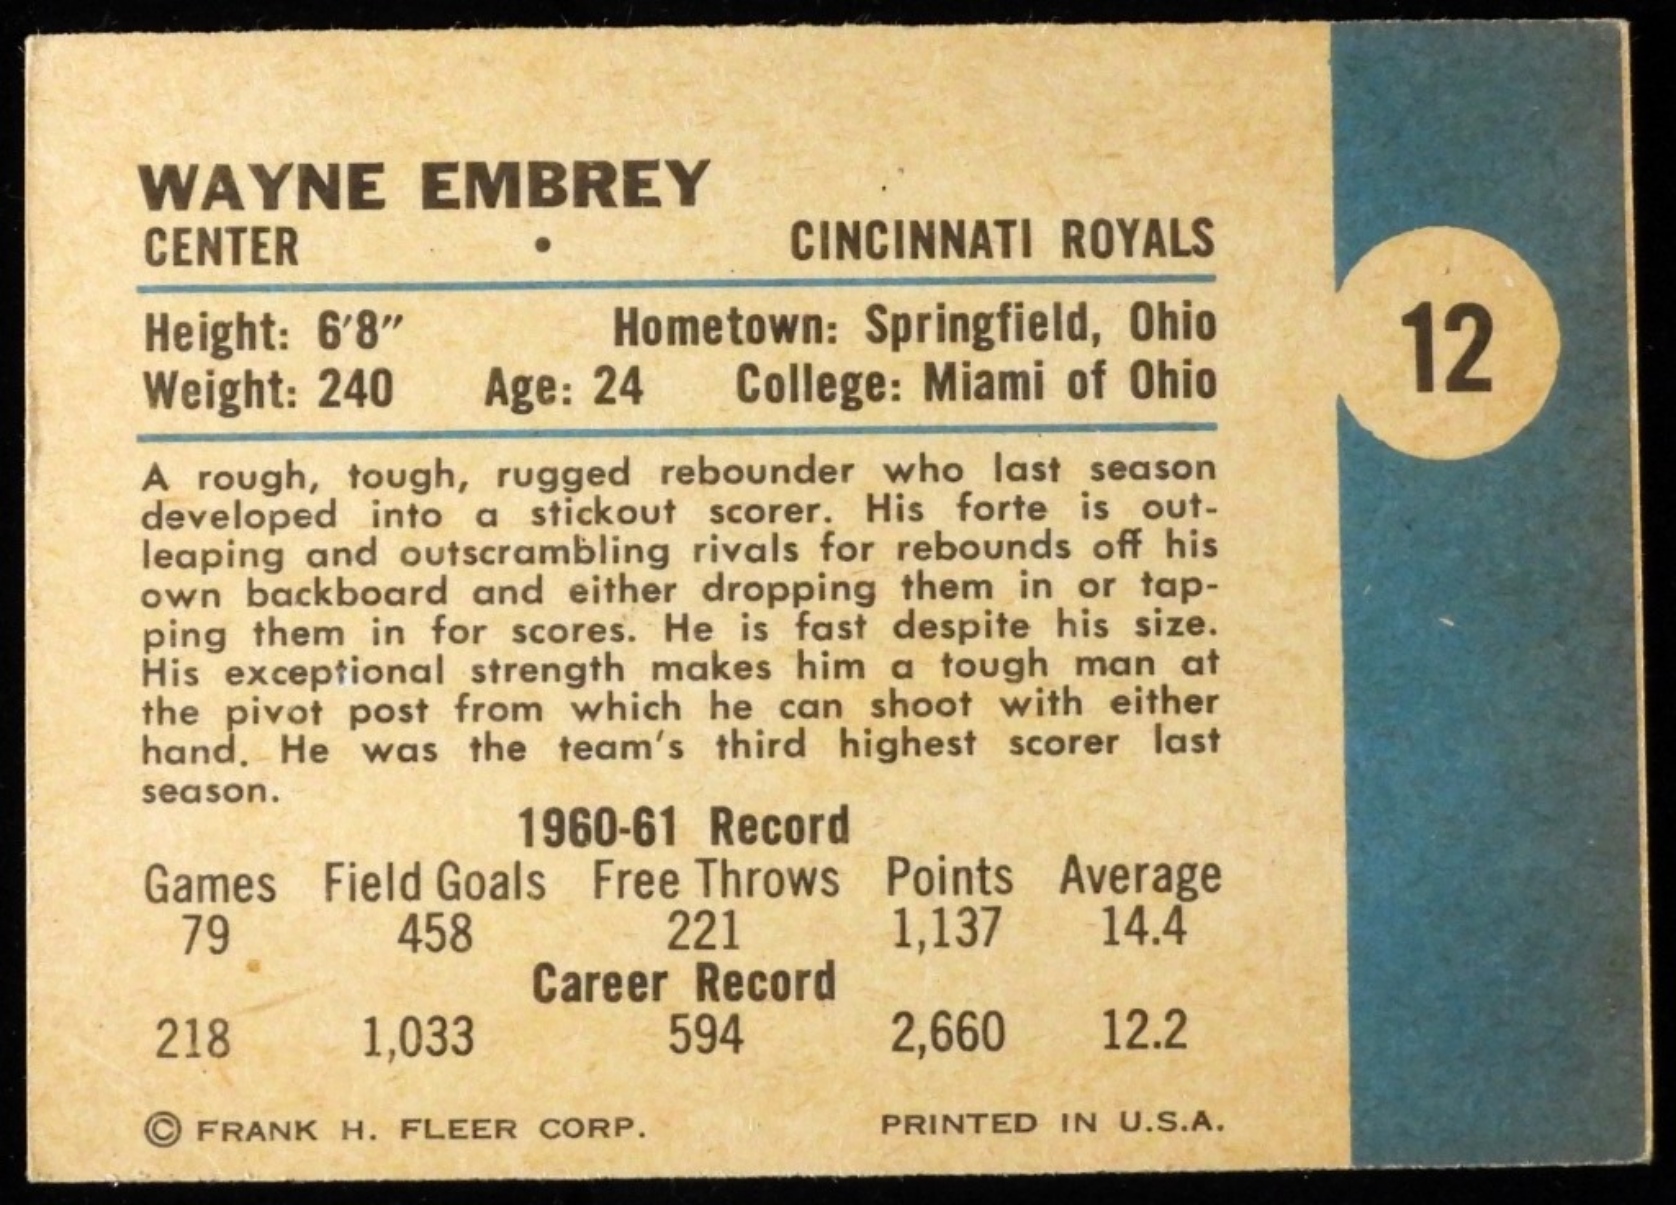 WAYNE EMBREY
CENTER • CINCINNATI ROYALS
12
Height: 6'8" Hometown: Springfield, Ohio
Weight: 240 Age: 24 College: Miami of Ohio
A rough, tough, rugged rebounder who last season
developed into a stickout scorer. His forte is out-
leaping and outscrambling rivals for rebounds off his
own backboard and either dropping them in or tap-
ping them in for scores. He is fast despite his size.
His exceptional strength makes him a tough man at
the pivot post from which he can shoot with either
hand. He was the team's third highest scorer last
season.
1960-61 Record
Games Field Goals Free Throws Points Average
79 458 221 1,137 14.4
Career Record
218 1,033 594 2,660 12.2
© FRANK H. FLEER CORP. PRINTED IN U.S.A.